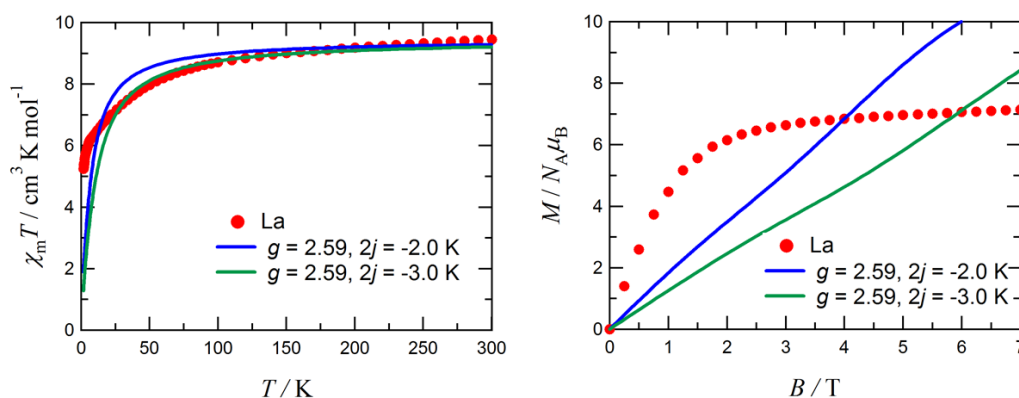 10
8
6
4
2
0
χmT / cm³ K mol⁻¹
La
g = 2.59, 2j = -2.0 K
g = 2.59, 2j = -3.0 K
0 50 100 150 200 250 300
T / K
10
8
6
4
2
0
M / NAμB
La
g = 2.59, 2j = -2.0 K
g = 2.59, 2j = -3.0 K
0 1 2 3 4 5 6 7
B / T